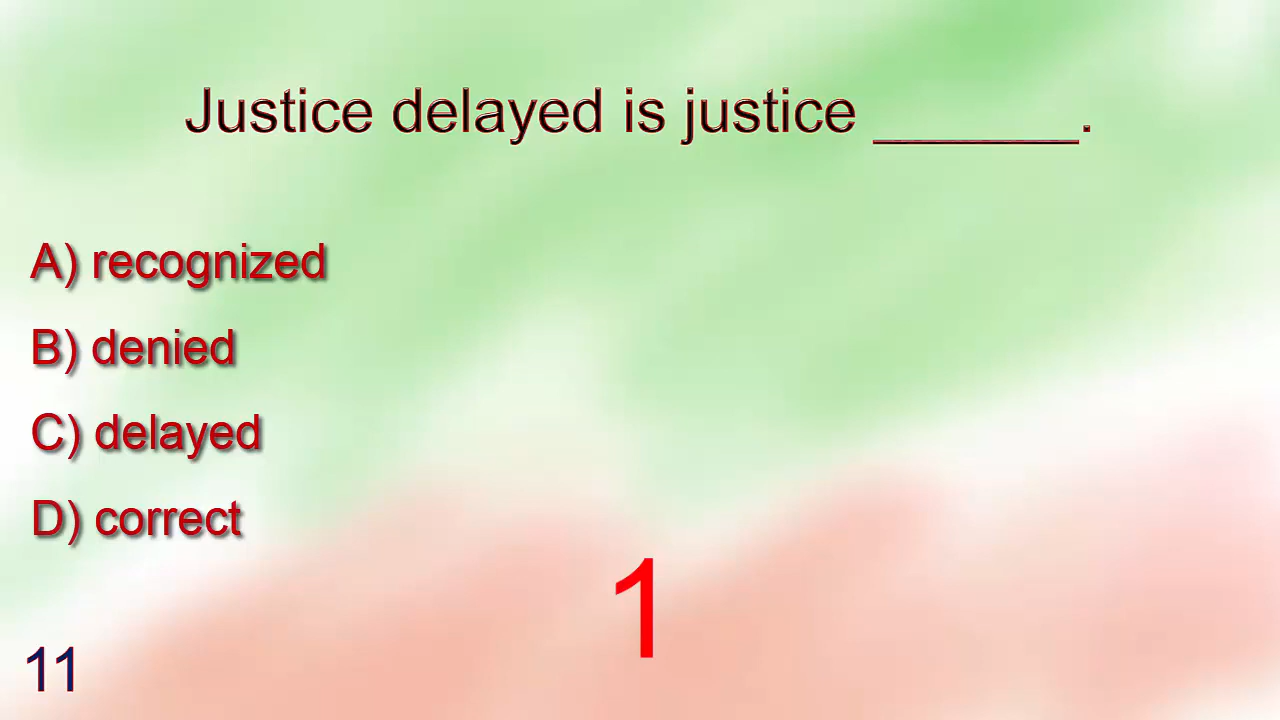 Justice delayed is justice ______.
A) recognized
B) denied
C) delayed
D) correct
1
11